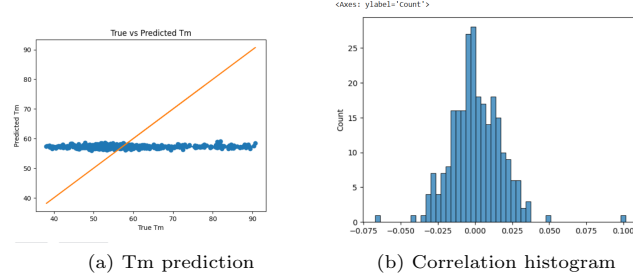 <Axes: ylabel='Count'>
True vs Predicted Tm
90
80
70
60
50
40
Predicted Tm
40 50 60 70 80 90
True Tm
25
20
15
10
5
0
Count
−0.075 −0.050 −0.025 0.000 0.025 0.050 0.075 0.100
(a) Tm prediction
(b) Correlation histogram